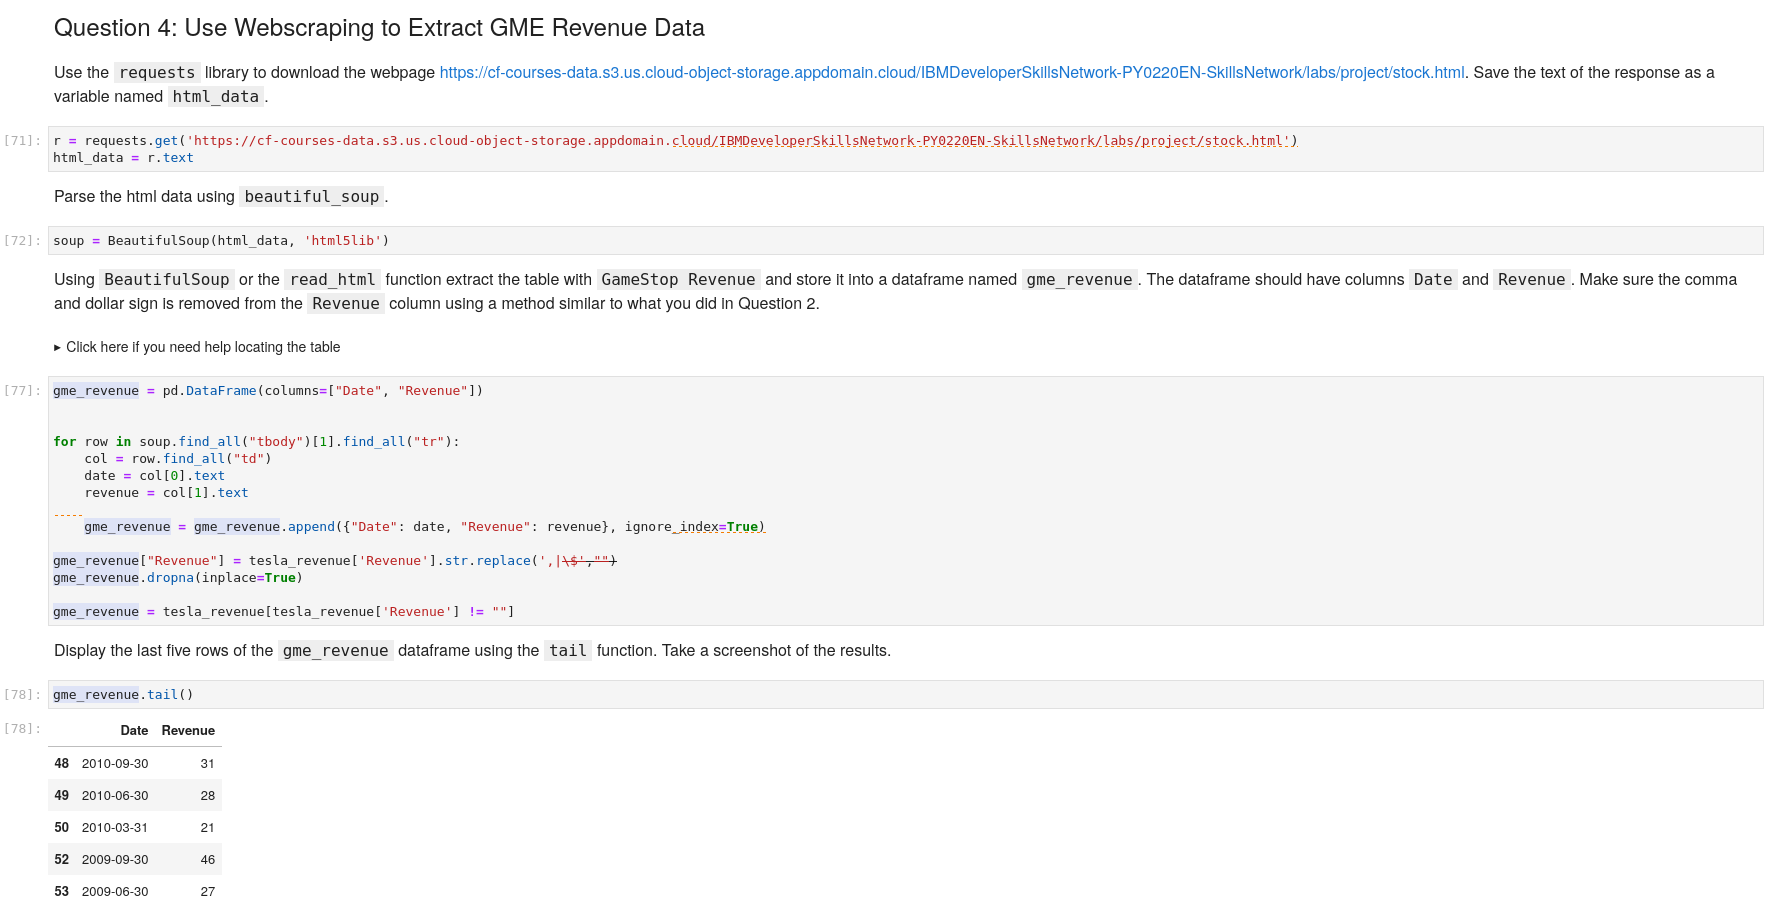 Question 4: Use Webscraping to Extract GME Revenue Data
Use the requests library to download the webpage https://cf-courses-data.s3.us.cloud-object-storage.appdomain.cloud/IBMDeveloperSkillsNetwork-PY0220EN-SkillsNetwork/labs/project/stock.html. Save the text of the response as a
variable named html_data.
[71]: r = requests.get('https://cf-courses-data.s3.us.cloud-object-storage.appdomain.cloud/IBMDeveloperSkillsNetwork-PY0220EN-SkillsNetwork/labs/project/stock.html')
html_data = r.text
Parse the html data using beautiful_soup.
[72]: soup = BeautifulSoup(html_data, 'html5lib')
Using BeautifulSoup or the read_html function extract the table with GameStop Revenue and store it into a dataframe named gme_revenue. The dataframe should have columns Date and Revenue. Make sure the comma
and dollar sign is removed from the Revenue column using a method similar to what you did in Question 2.
▸ Click here if you need help locating the table
[77]: gme_revenue = pd.DataFrame(columns=["Date", "Revenue"])
for row in soup.find_all("tbody")[1].find_all("tr"):
    col = row.find_all("td")
    date = col[0].text
    revenue = col[1].text
    gme_revenue = gme_revenue.append({"Date": date, "Revenue": revenue}, ignore_index=True)
gme_revenue["Revenue"] = tesla_revenue['Revenue'].str.replace(',|\$',"")
gme_revenue.dropna(inplace=True)
gme_revenue = tesla_revenue[tesla_revenue['Revenue'] != ""]
Display the last five rows of the gme_revenue dataframe using the tail function. Take a screenshot of the results.
[78]: gme_revenue.tail()
[78]: Date Revenue
48 2010-09-30 31
49 2010-06-30 28
50 2010-03-31 21
52 2009-09-30 46
53 2009-06-30 27